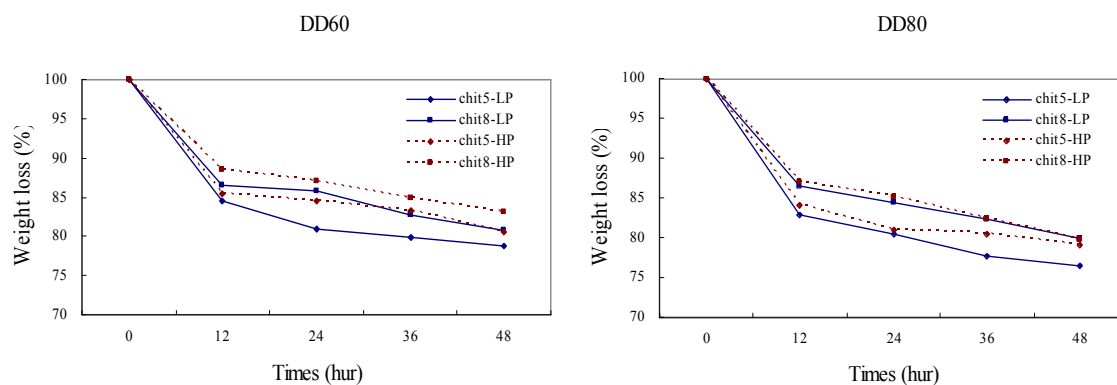 DD60
100
95
90
85
80
75
70
Weight loss (%)
chit5-LP
chit8-LP
chit5-HP
chit8-HP
0 12 24 36 48
Times (hur)
DD80
100
95
90
85
80
75
70
Weight loss (%)
chit5-LP
chit8-LP
chit5-HP
chit8-HP
0 12 24 36 48
Times (hur)